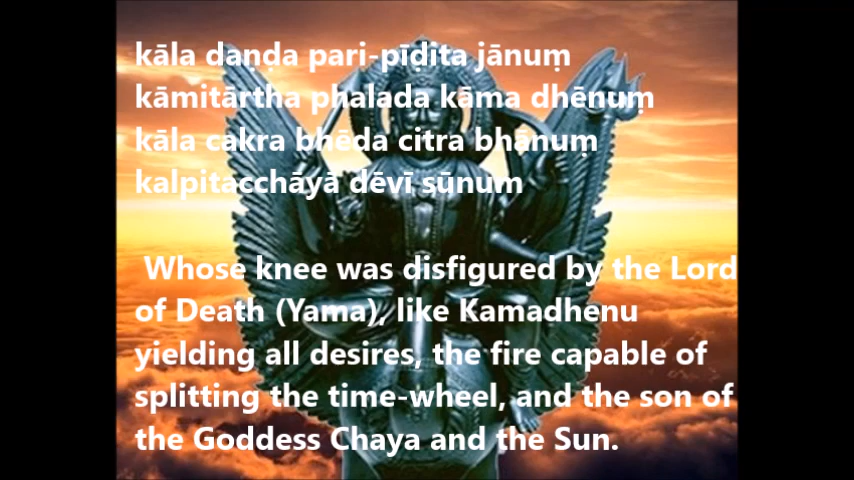 kāla daṇḍa pari-pīḍita jānuṃ
kāmitārtha phalada kāma dhēnuṃ
kāla cakra bhēda citra bhānuṃ
kalpitacchāyā dēvī sūnuṃ
Whose knee was disfigured by the Lord
of Death (Yama), like Kamadhenu
yielding all desires, the fire capable of
splitting the time-wheel, and the son of
the Goddess Chaya and the Sun.